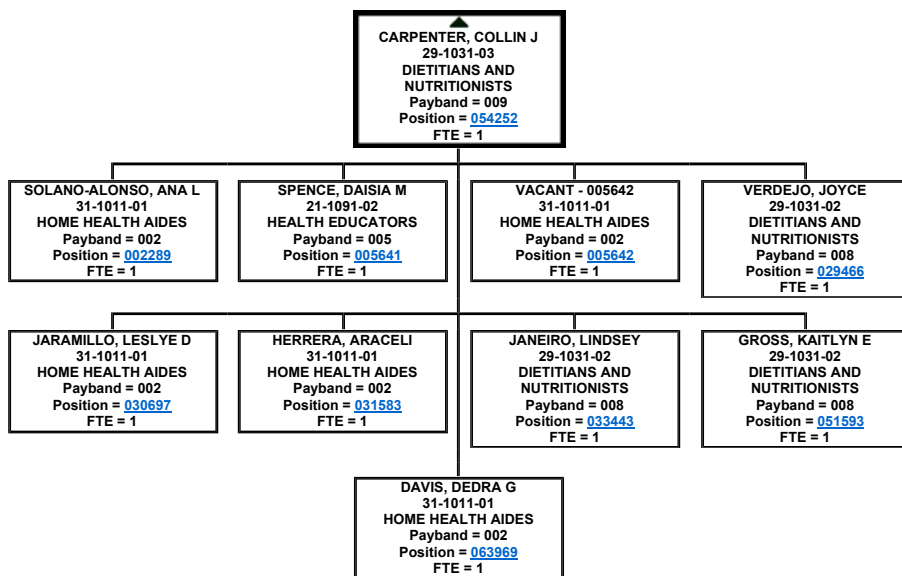 CARPENTER, COLLIN J
29-1031-03
DIETITIANS AND
NUTRITIONISTS
Payband = 009
Position = 054252
FTE = 1
SOLANO-ALONSO, ANA L
31-1011-01
HOME HEALTH AIDES
Payband = 002
Position = 002289
FTE = 1
SPENCE, DAISIA M
21-1091-02
HEALTH EDUCATORS
Payband = 005
Position = 005641
FTE = 1
VACANT - 005642
31-1011-01
HOME HEALTH AIDES
Payband = 002
Position = 005642
FTE = 1
VERDEJO, JOYCE
29-1031-02
DIETITIANS AND
NUTRITIONISTS
Payband = 008
Position = 029466
FTE = 1
JARAMILLO, LESLYE D
31-1011-01
HOME HEALTH AIDES
Payband = 002
Position = 030697
FTE = 1
HERRERA, ARACELI
31-1011-01
HOME HEALTH AIDES
Payband = 002
Position = 031583
FTE = 1
JANEIRO, LINDSEY
29-1031-02
DIETITIANS AND
NUTRITIONISTS
Payband = 008
Position = 033443
FTE = 1
GROSS, KAITLYN E
29-1031-02
DIETITIANS AND
NUTRITIONISTS
Payband = 008
Position = 051593
FTE = 1
DAVIS, DEDRA G
31-1011-01
HOME HEALTH AIDES
Payband = 002
Position = 063969
FTE = 1